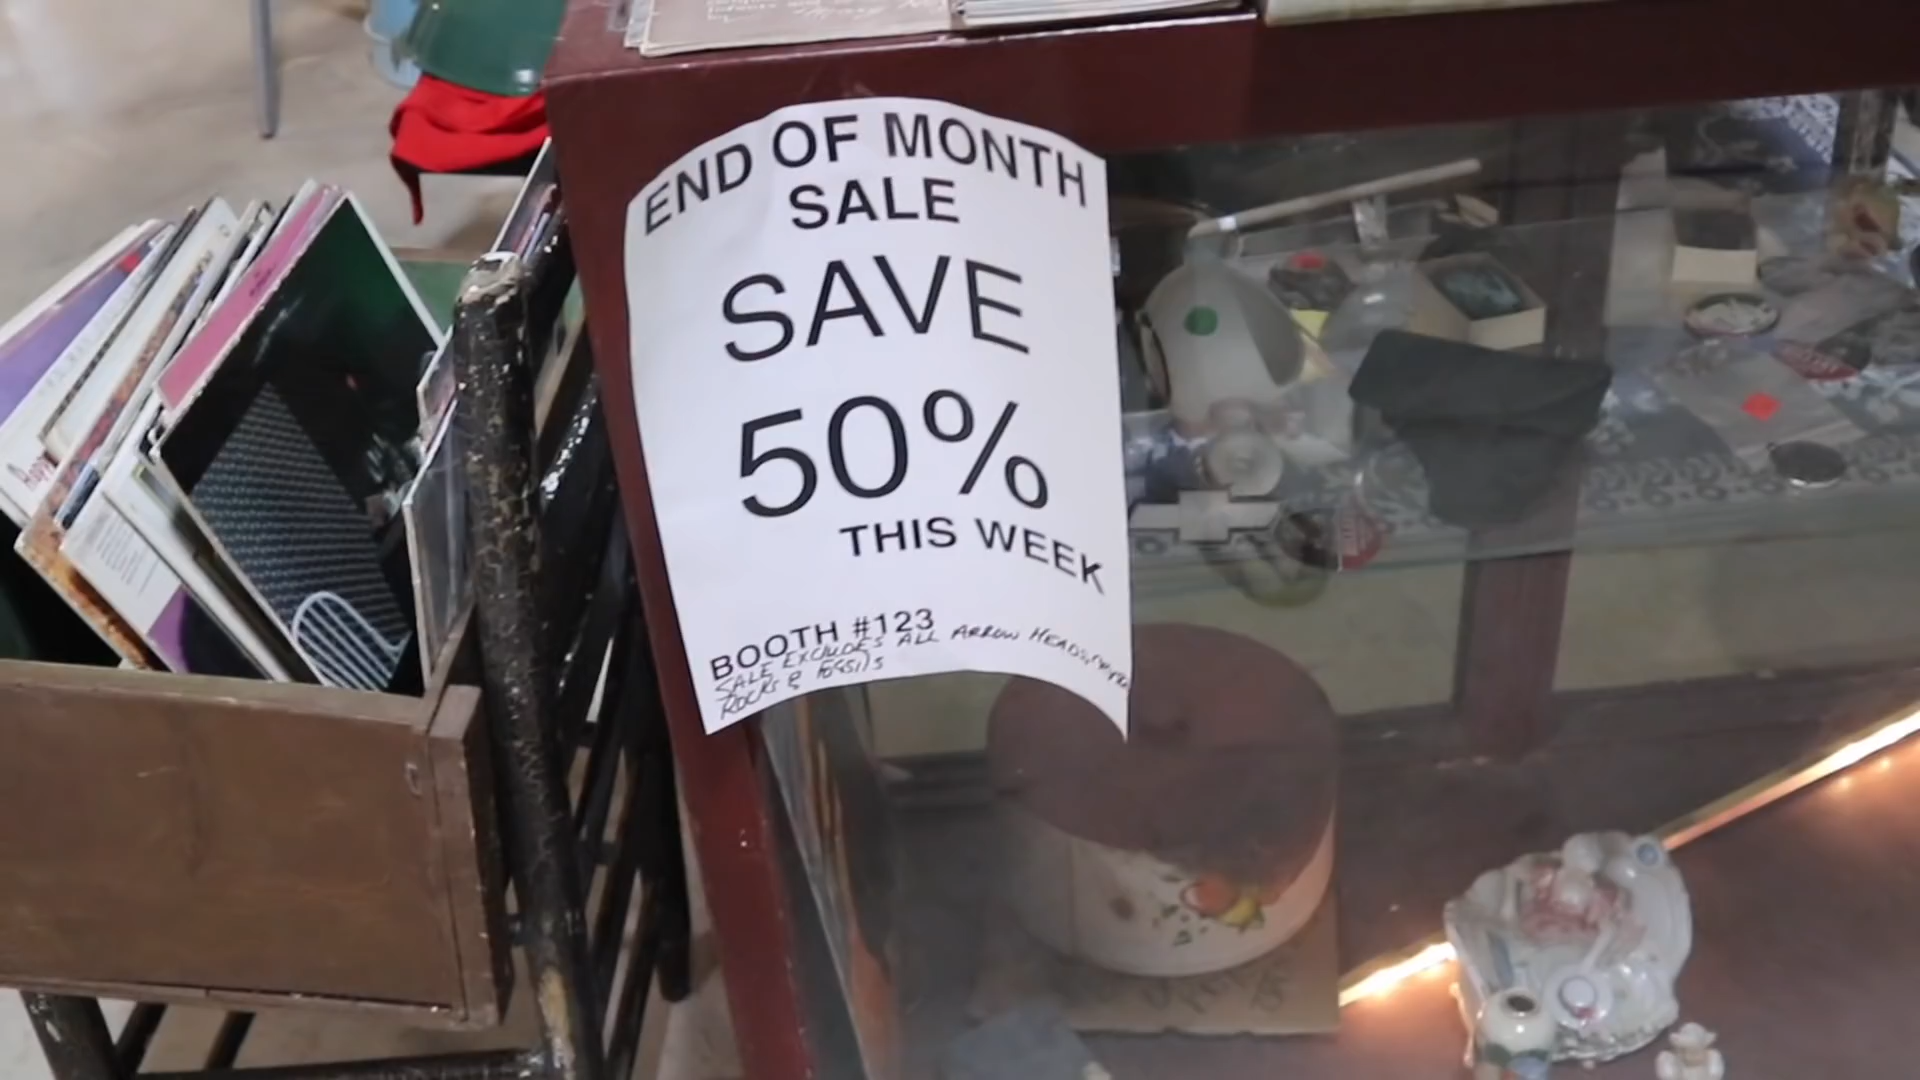 END OF MONTH
SALE
SAVE
50%
THIS WEEK
BOOTH #123
SALE EXCLUDES ALL ARROW HEADS,
ROCKS & FOSSILS